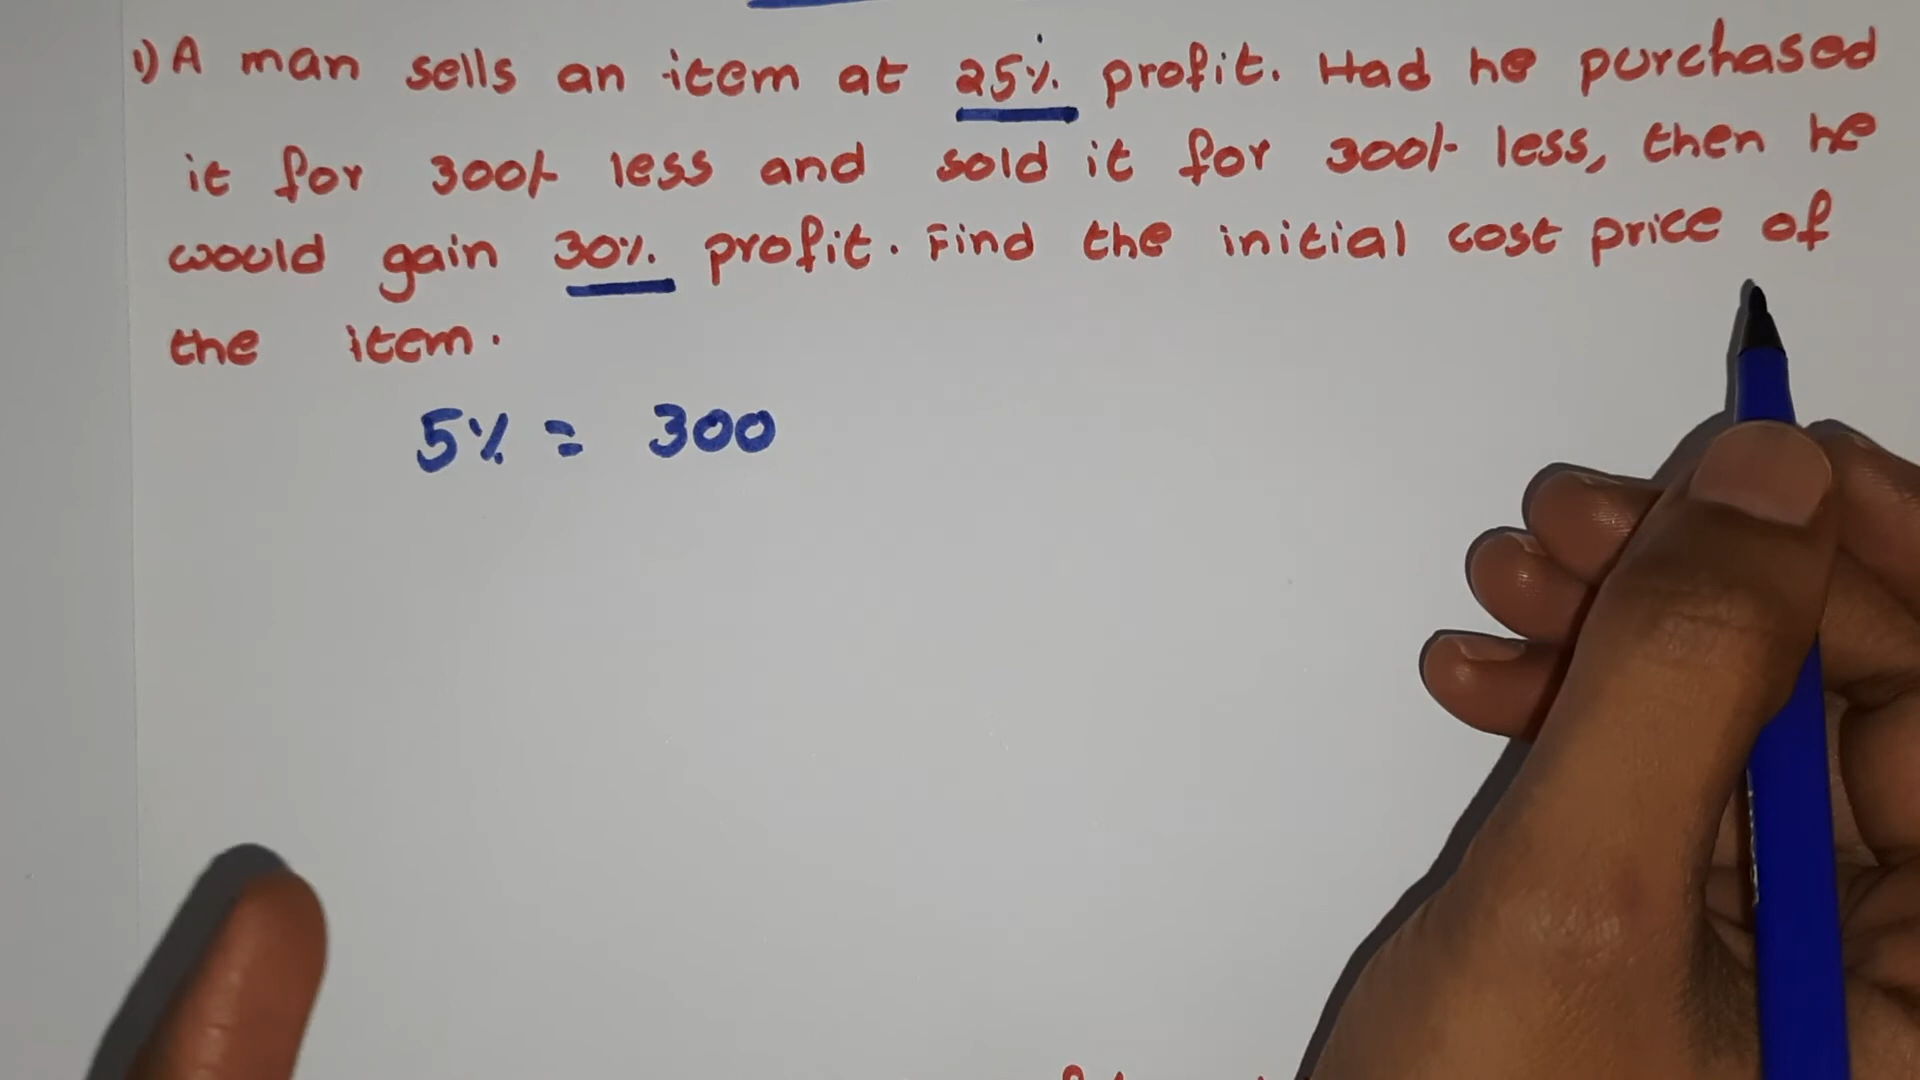 1) A man sells an item at 25% profit. Had he purchased
it for 300/- less and sold it for 300/- less, then he
would gain 30% profit. Find the initial cost price of
the item.
5% = 300